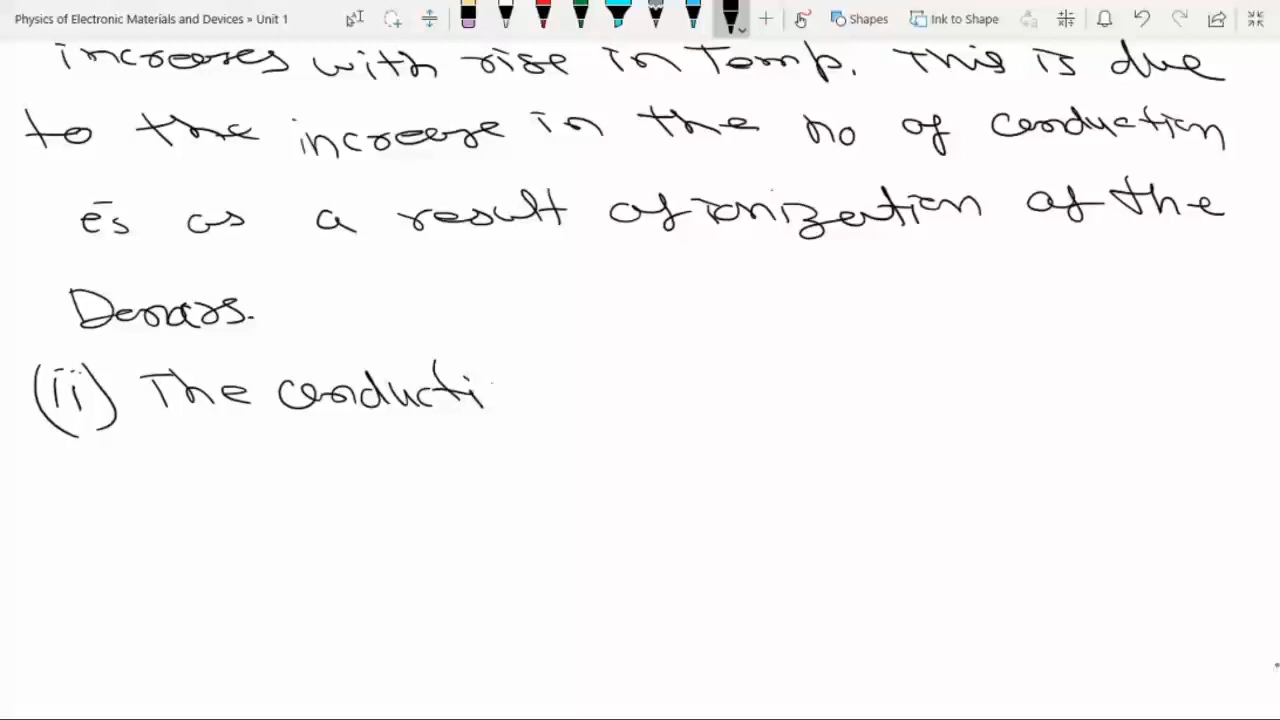 Physics of Electronic Materials and Devices » Unit 1
Shapes
Ink to Shape
increases with rise in Temp. This is due
to the increase in the no of conduction
ēs as a result of ionization of the
Donors.
(ii) The conducti